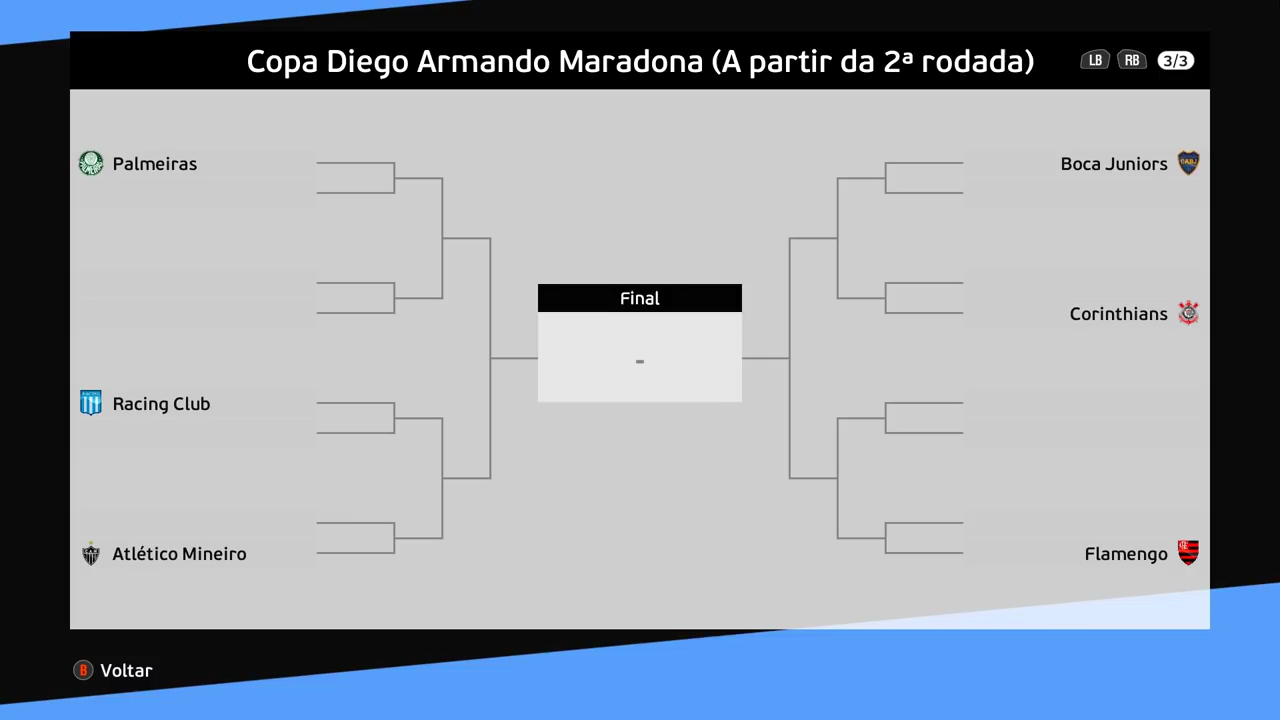 Copa Diego Armando Maradona (A partir da 2ª rodada)
LB RB 3/3
Palmeiras
Boca Juniors
Final
-
Corinthians
Racing Club
Atlético Mineiro
Flamengo
B Voltar